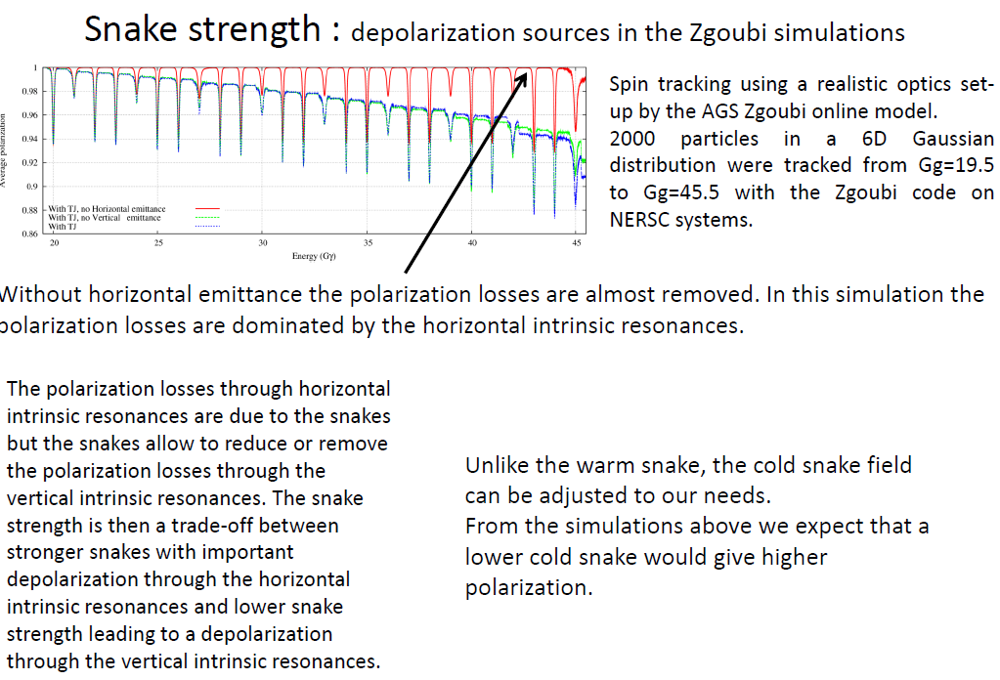 Snake strength : depolarization sources in the Zgoubi simulations
1
0.98
0.96
0.94
0.92
0.9
0.88
0.86
Average polarization
With TJ, no Horizontal emittance
With TJ, no Vertical emittance
With TJ
20 25 30 35 40 45
Energy (Gγ)
Spin tracking using a realistic optics set-
up by the AGS Zgoubi online model.
2000 particles in a 6D Gaussian
distribution were tracked from Gg=19.5
to Gg=45.5 with the Zgoubi code on
NERSC systems.
Without horizontal emittance the polarization losses are almost removed. In this simulation the
polarization losses are dominated by the horizontal intrinsic resonances.
The polarization losses through horizontal
intrinsic resonances are due to the snakes
but the snakes allow to reduce or remove
the polarization losses through the
vertical intrinsic resonances. The snake
strength is then a trade-off between
stronger snakes with important
depolarization through the horizontal
intrinsic resonances and lower snake
strength leading to a depolarization
through the vertical intrinsic resonances.
Unlike the warm snake, the cold snake field
can be adjusted to our needs.
From the simulations above we expect that a
lower cold snake would give higher
polarization.